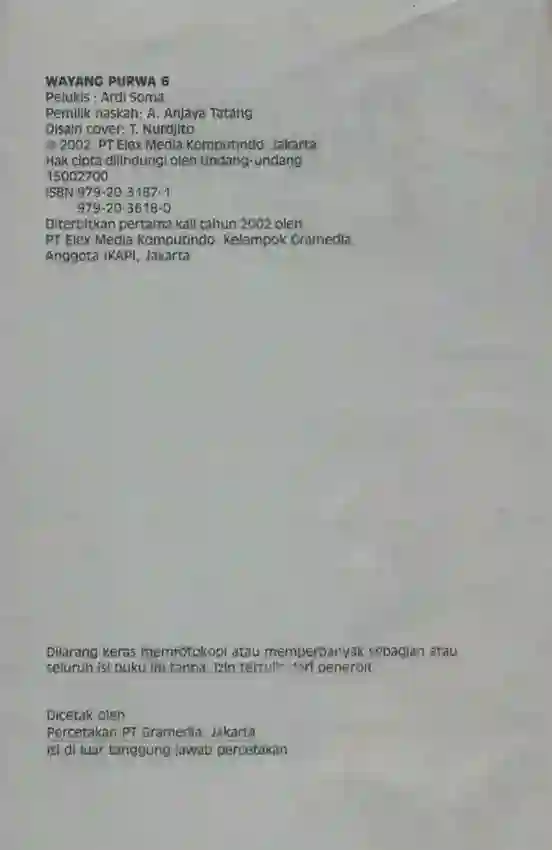 WAYANG PURWA 6
Pelukis : Ardi Soma
Pemilik naskah: A. Anjaya Tatang
Disain cover: T. Nurdjito
© 2002, PT Elex Media Komputindo, Jakarta
Hak cipta dilindungi oleh Undang-undang
15002700
ISBN 979-20-3187-1
979-20-3618-0
Diterbitkan pertama kali tahun 2002 oleh
PT Elex Media Komputindo, Kelompok Gramedia,
Anggota IKAPI, Jakarta
Dilarang keras memfotokopi atau memperbanyak sebagian atau
seluruh isi buku ini tanpa izin tertulis dari penerbit
Dicetak oleh
Percetakan PT Gramedia, Jakarta
Isi di luar tanggung jawab percetakan